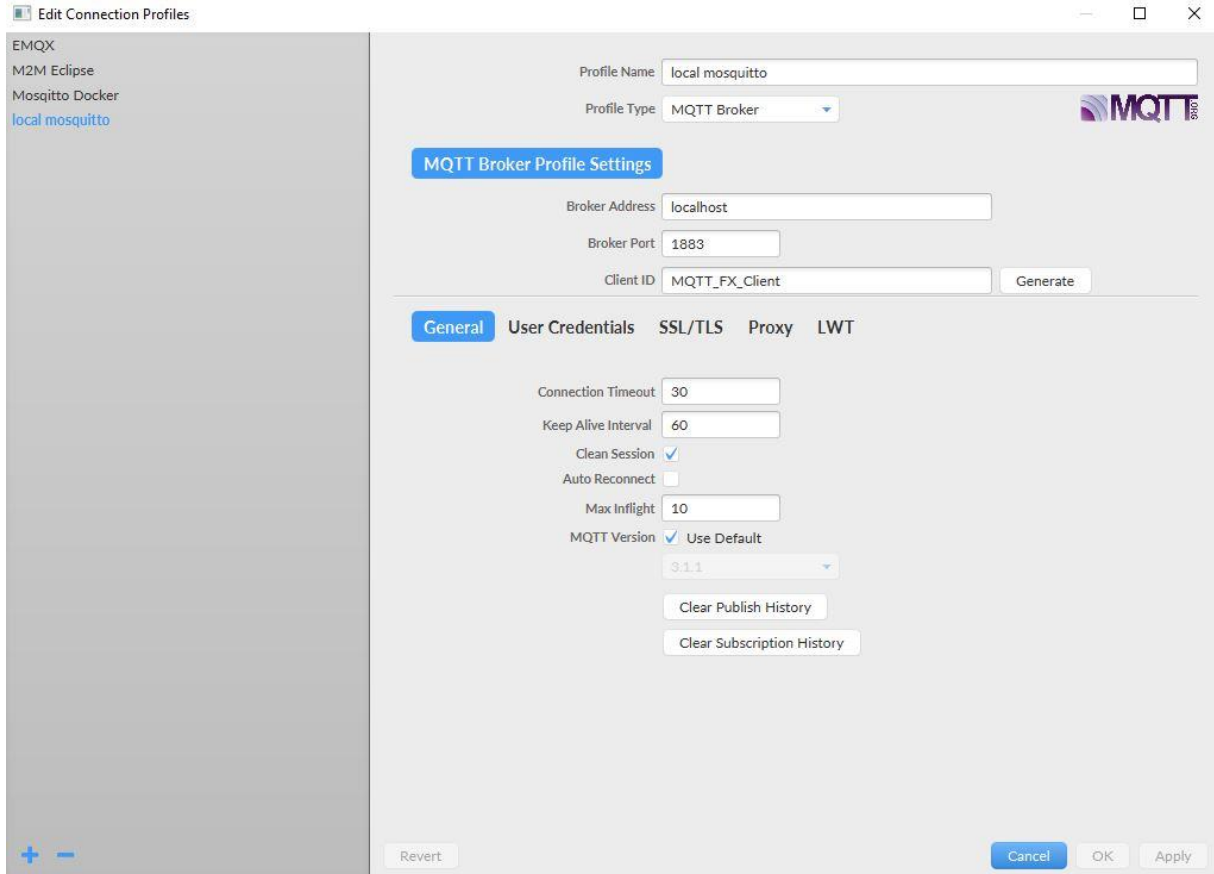 Edit Connection Profiles
EMQX
M2M Eclipse
Mosqitto Docker
local mosquitto
Profile Name local mosquitto
Profile Type MQTT Broker
MQTT
.ORG
MQTT Broker Profile Settings
Broker Address localhost
Broker Port 1883
Client ID MQTT_FX_Client Generate
General User Credentials SSL/TLS Proxy LWT
Connection Timeout 30
Keep Alive Interval 60
Clean Session
Auto Reconnect
Max Inflight 10
MQTT Version Use Default
3.1.1
Clear Publish History
Clear Subscription History
Revert Cancel OK Apply